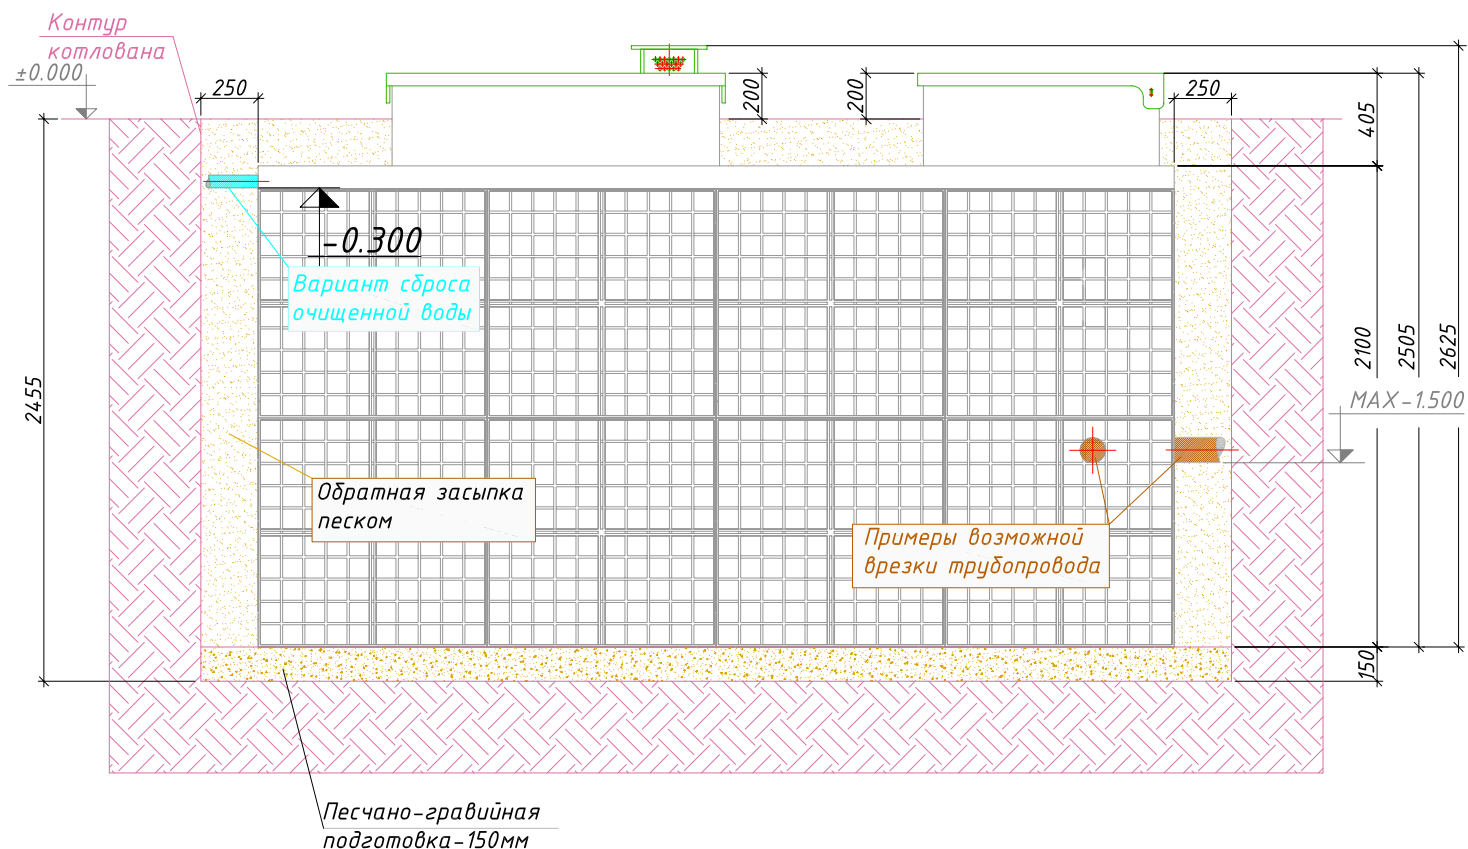 Контур
котлована
±0.000
250
200
200
250
405
-0.300
Вариант сброса
очищенной воды
2455
2100
2505
2625
MAX-1.500
Обратная засыпка
песком
Примеры возможной
врезки трубопровода
150
Песчано-гравийная
подготовка-150мм